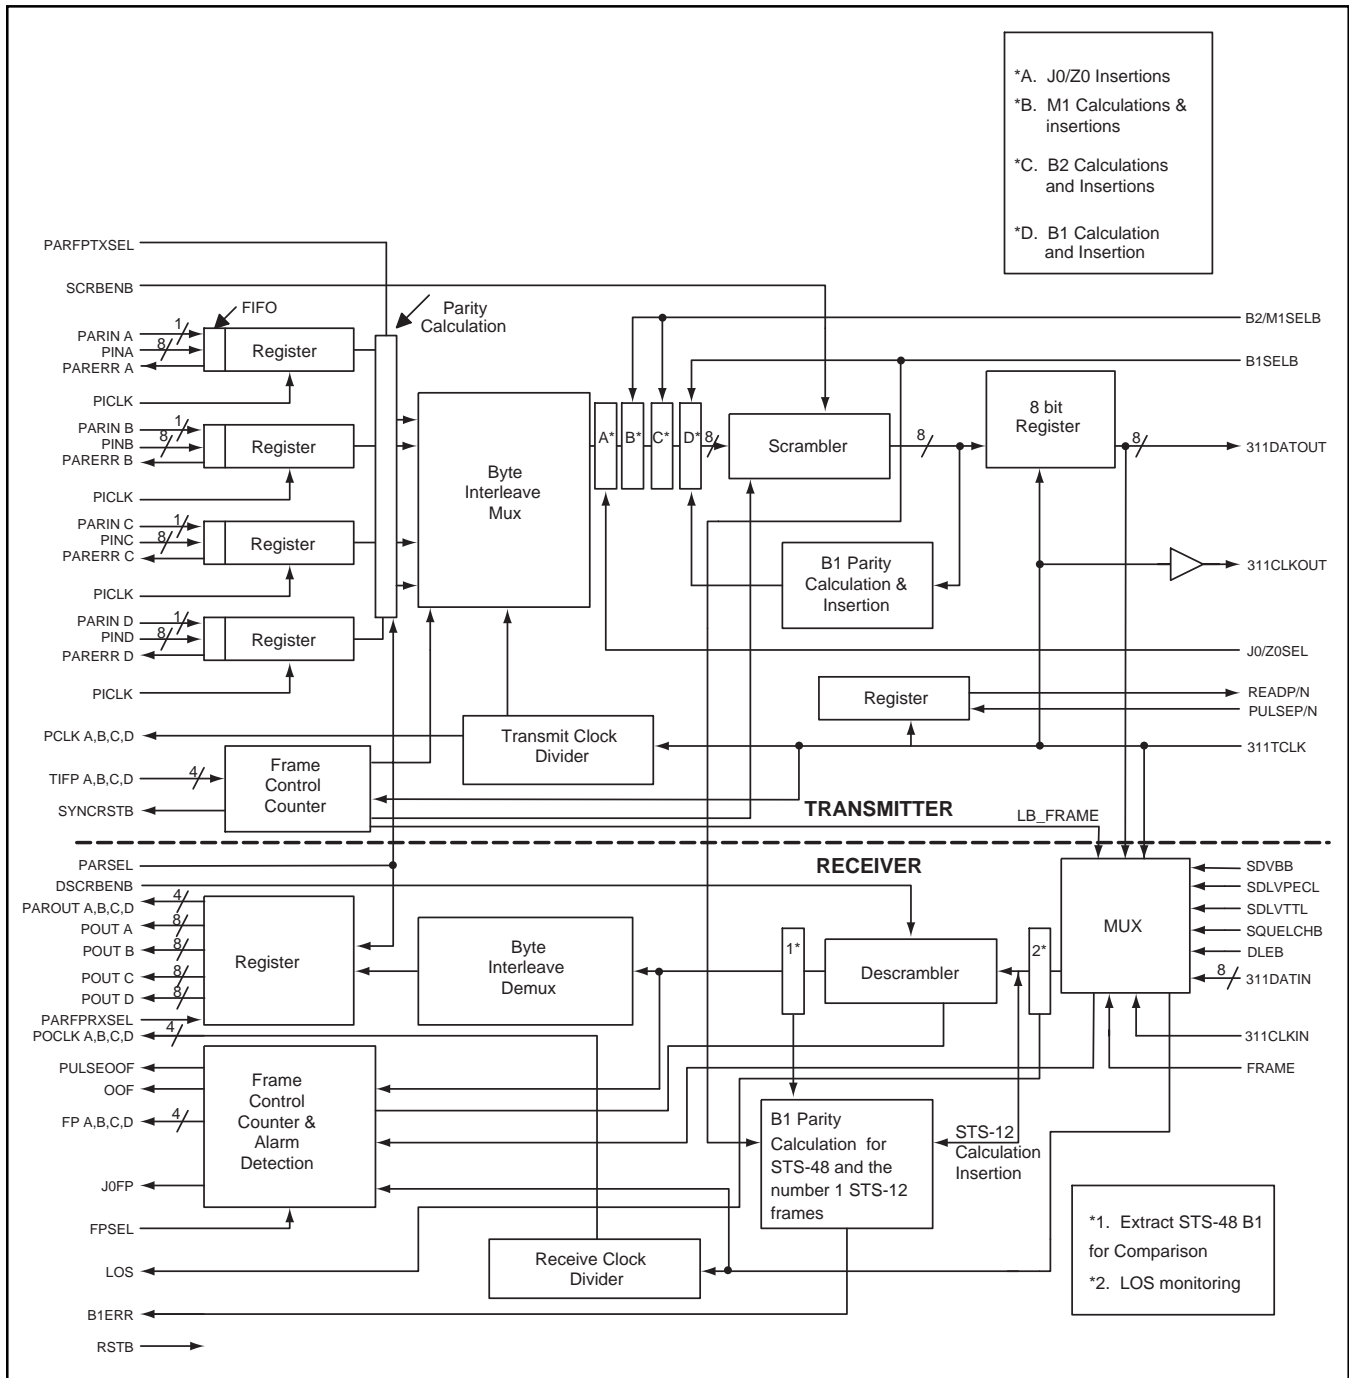 *A. J0/Z0 Insertions
*B. M1 Calculations &
insertions
*C. B2 Calculations
and Insertions
*D. B1 Calculation
and Insertion
PARFPTXSEL
SCRBENB
FIFO
Parity
Calculation
PARIN A
1
PINA
8
PARERR A
Register
PICLK
PARIN B
1
PINB
8
PARERR B
Register
PICLK
PARIN C
1
PINC
8
PARERR C
Register
PICLK
PARIN D
1
PIND
8
PARERR D
Register
PICLK
Byte
Interleave
Mux
A*
B*
C*
D*
8
Scrambler
8
8 bit
Register
8
B2/M1SELB
B1SELB
311DATOUT
B1 Parity
Calculation &
Insertion
311CLKOUT
J0/Z0SEL
Register
READP/N
PULSEP/N
PCLK A,B,C,D
Transmit Clock
Divider
311TCLK
TIFP A,B,C,D
4
SYNCRSTB
Frame
Control
Counter
TRANSMITTER
LB_FRAME
RECEIVER
PARSEL
DSCRBENB
PAROUT A,B,C,D
4
POUT A
8
POUT B
8
POUT C
8
POUT D
8
PARFPRXSEL
POCLK A,B,C,D
4
Register
Byte
Interleave
Demux
1*
Descrambler
2*
MUX
SDVBB
SDLVPECL
SDLVTTL
SQUELCHB
DLEB
8
311DATIN
311CLKIN
FRAME
PULSEOOF
OOF
FP A,B,C,D
4
J0FP
FPSEL
Frame
Control
Counter &
Alarm
Detection
B1 Parity
Calculation for
STS-48 and the
number 1 STS-12
frames
STS-12
Calculation
Insertion
LOS
Receive Clock
Divider
B1ERR
RSTB
*1. Extract STS-48 B1
for Comparison
*2. LOS monitoring